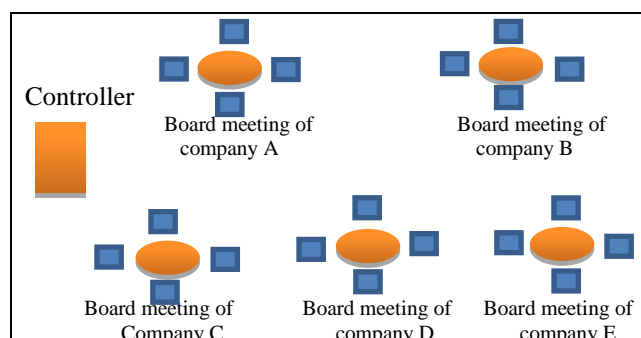 Controller
Board meeting of
company A
Board meeting of
company B
Board meeting of
Company C
Board meeting of
company D
Board meeting of
company E